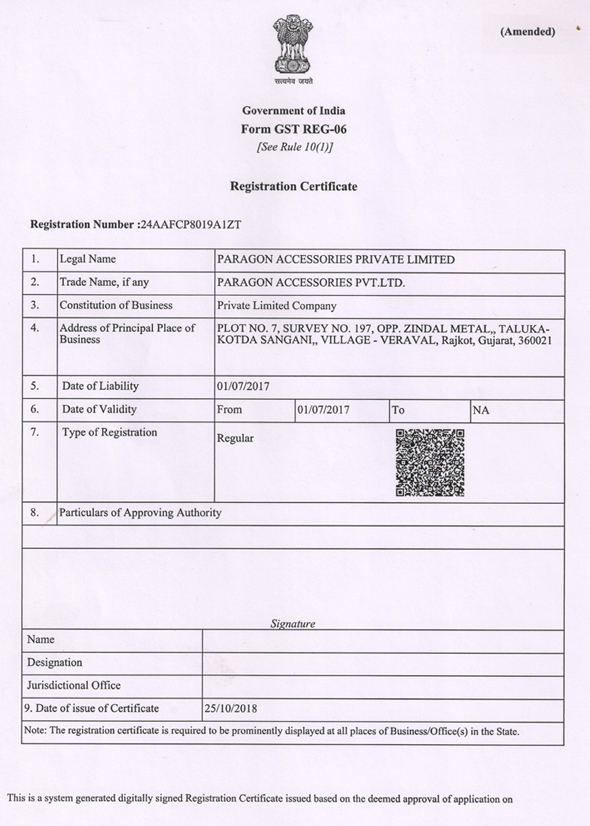 (Amended)
सत्यमेव जयते
Government of India
Form GST REG-06
[See Rule 10(1)]
Registration Certificate
Registration Number :24AAFCP8019A1ZT
1. Legal Name PARAGON ACCESSORIES PRIVATE LIMITED
2. Trade Name, if any PARAGON ACCESSORIES PVT.LTD.
3. Constitution of Business Private Limited Company
4. Address of Principal Place of PLOT NO. 7, SURVEY NO. 197, OPP. ZINDAL METAL,, TALUKA-
Business KOTDA SANGANI,, VILLAGE - VERAVAL, Rajkot, Gujarat, 360021
5. Date of Liability 01/07/2017
6. Date of Validity From 01/07/2017 To NA
7. Type of Registration Regular
8. Particulars of Approving Authority
Signature
Name
Designation
Jurisdictional Office
9. Date of issue of Certificate 25/10/2018
Note: The registration certificate is required to be prominently displayed at all places of Business/Office(s) in the State.
This is a system generated digitally signed Registration Certificate issued based on the deemed approval of application on